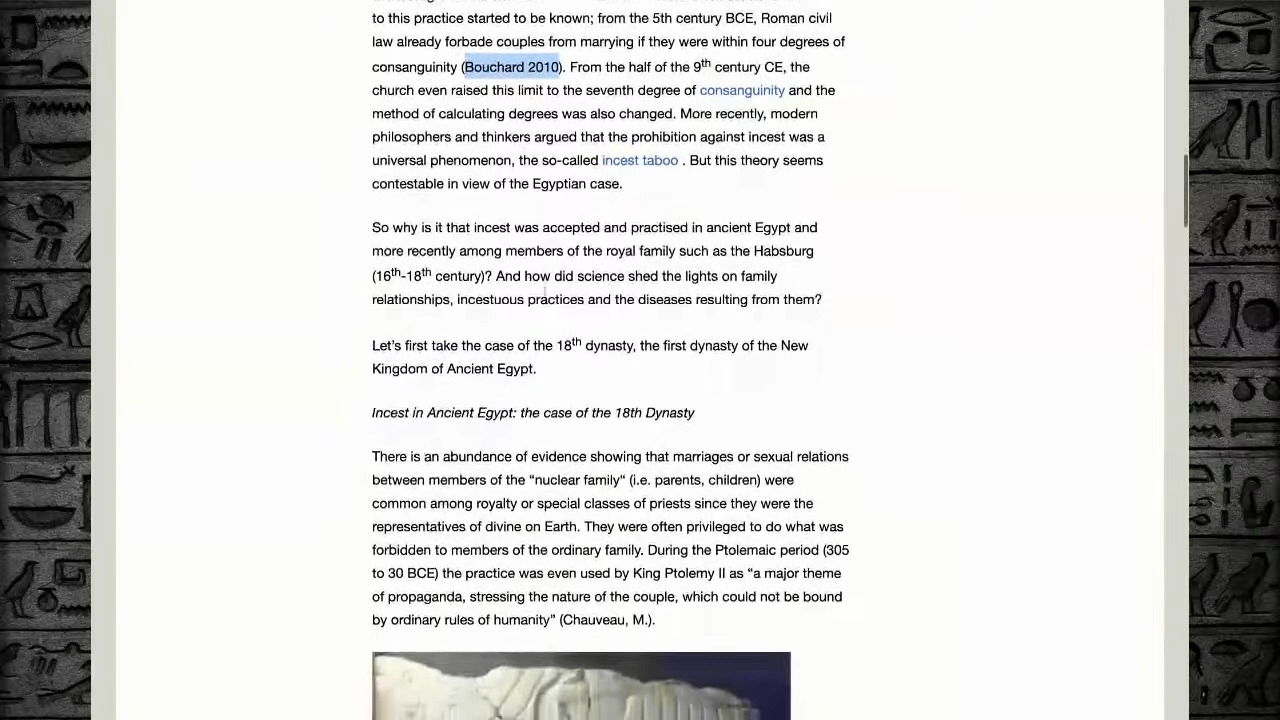 to this practice started to be known; from the 5th century BCE, Roman civil
law already forbade couples from marrying if they were within four degrees of
consanguinity (Bouchard 2010). From the half of the 9th century CE, the
church even raised this limit to the seventh degree of consanguinity and the
method of calculating degrees was also changed. More recently, modern
philosophers and thinkers argued that the prohibition against incest was a
universal phenomenon, the so-called incest taboo . But this theory seems
contestable in view of the Egyptian case.
So why is it that incest was accepted and practised in ancient Egypt and
more recently among members of the royal family such as the Habsburg
(16th-18th century)? And how did science shed the lights on family
relationships, incestuous practices and the diseases resulting from them?
Let’s first take the case of the 18th dynasty, the first dynasty of the New
Kingdom of Ancient Egypt.
Incest in Ancient Egypt: the case of the 18th Dynasty
There is an abundance of evidence showing that marriages or sexual relations
between members of the “nuclear family“ (i.e. parents, children) were
common among royalty or special classes of priests since they were the
representatives of divine on Earth. They were often privileged to do what was
forbidden to members of the ordinary family. During the Ptolemaic period (305
to 30 BCE) the practice was even used by King Ptolemy II as “a major theme
of propaganda, stressing the nature of the couple, which could not be bound
by ordinary rules of humanity” (Chauveau, M.).